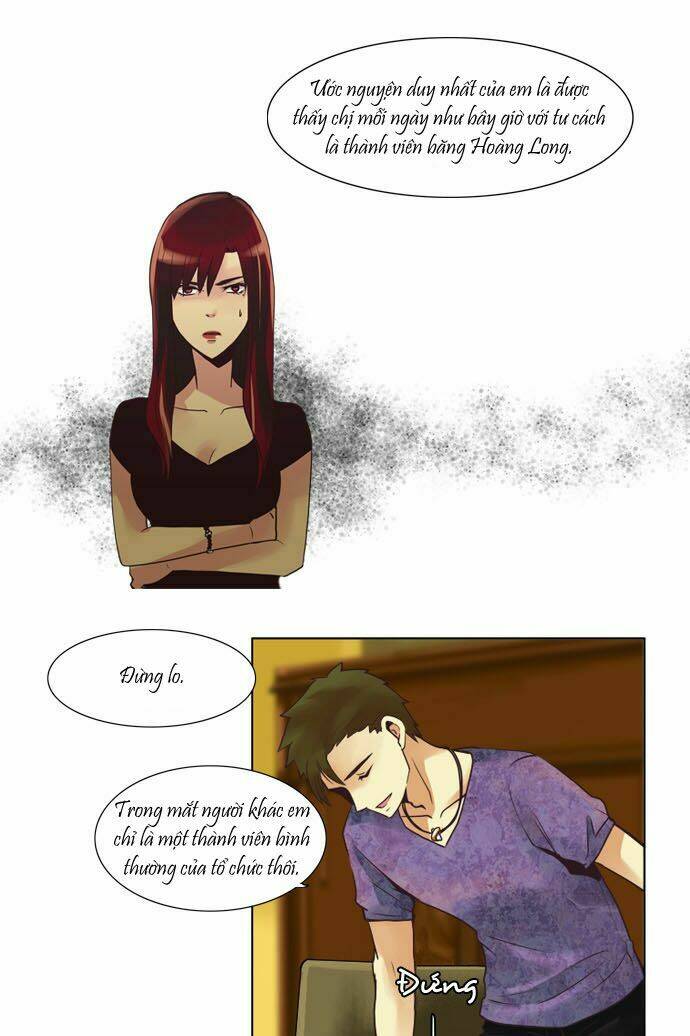 Ước nguyện duy nhất của em là được
thấy chị mỗi ngày như bây giờ với tư cách
là thành viên băng Hoàng Long.
Đừng lo.
Trong mắt người khác em
chỉ là một thành viên bình
thường của tổ chức thôi.
Đứng